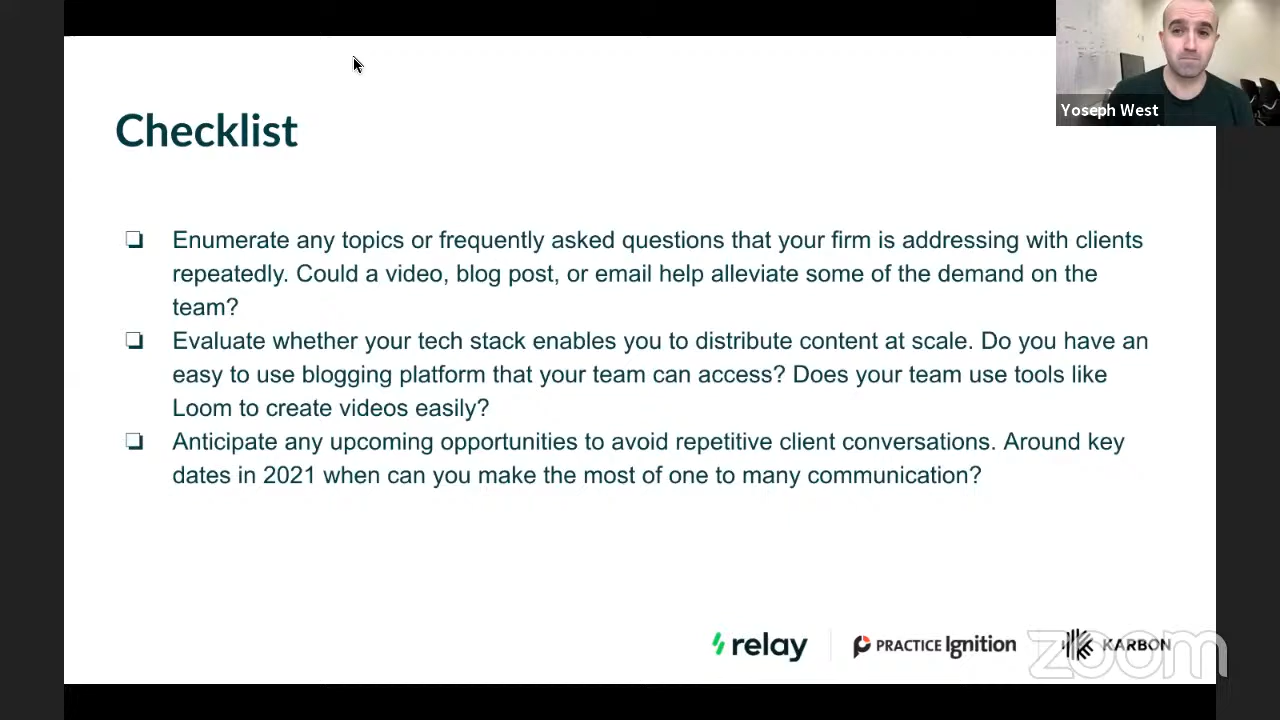 Yoseph West
Checklist
❏ Enumerate any topics or frequently asked questions that your firm is addressing with clients
repeatedly. Could a video, blog post, or email help alleviate some of the demand on the
team?
❏ Evaluate whether your tech stack enables you to distribute content at scale. Do you have an
easy to use blogging platform that your team can access? Does your team use tools like
Loom to create videos easily?
❏ Anticipate any upcoming opportunities to avoid repetitive client conversations. Around key
dates in 2021 when can you make the most of one to many communication?
relay
PRACTICE Ignition
KARBON
zoom